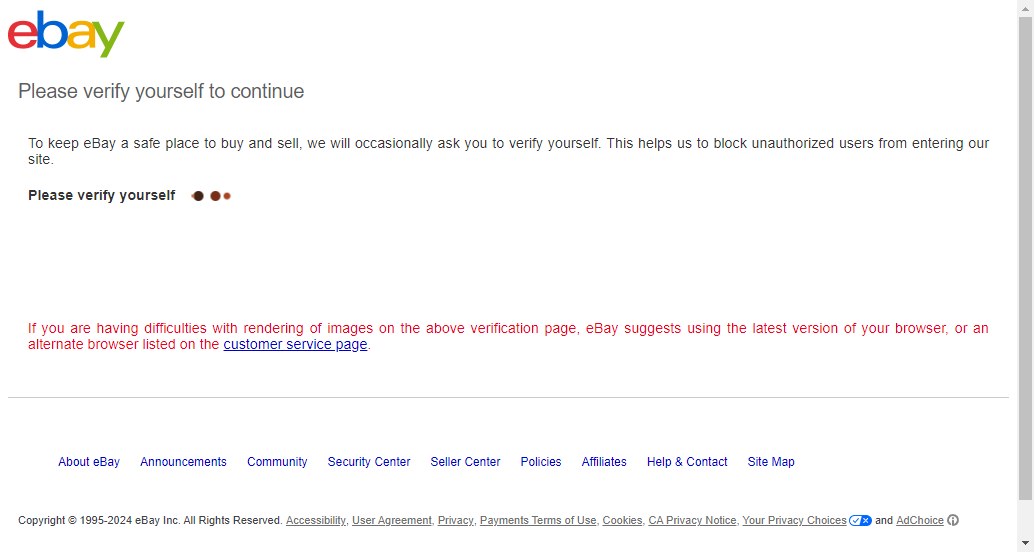 ebay
Please verify yourself to continue
To keep eBay a safe place to buy and sell, we will occasionally ask you to verify yourself. This helps us to block unauthorized users from entering our
site.
Please verify yourself
If you are having difficulties with rendering of images on the above verification page, eBay suggests using the latest version of your browser, or an
alternate browser listed on the customer service page.
About eBay Announcements Community Security Center Seller Center Policies Affiliates Help & Contact Site Map
Copyright © 1995-2024 eBay Inc. All Rights Reserved. Accessibility, User Agreement, Privacy, Payments Terms of Use, Cookies, CA Privacy Notice, Your Privacy Choices and AdChoice